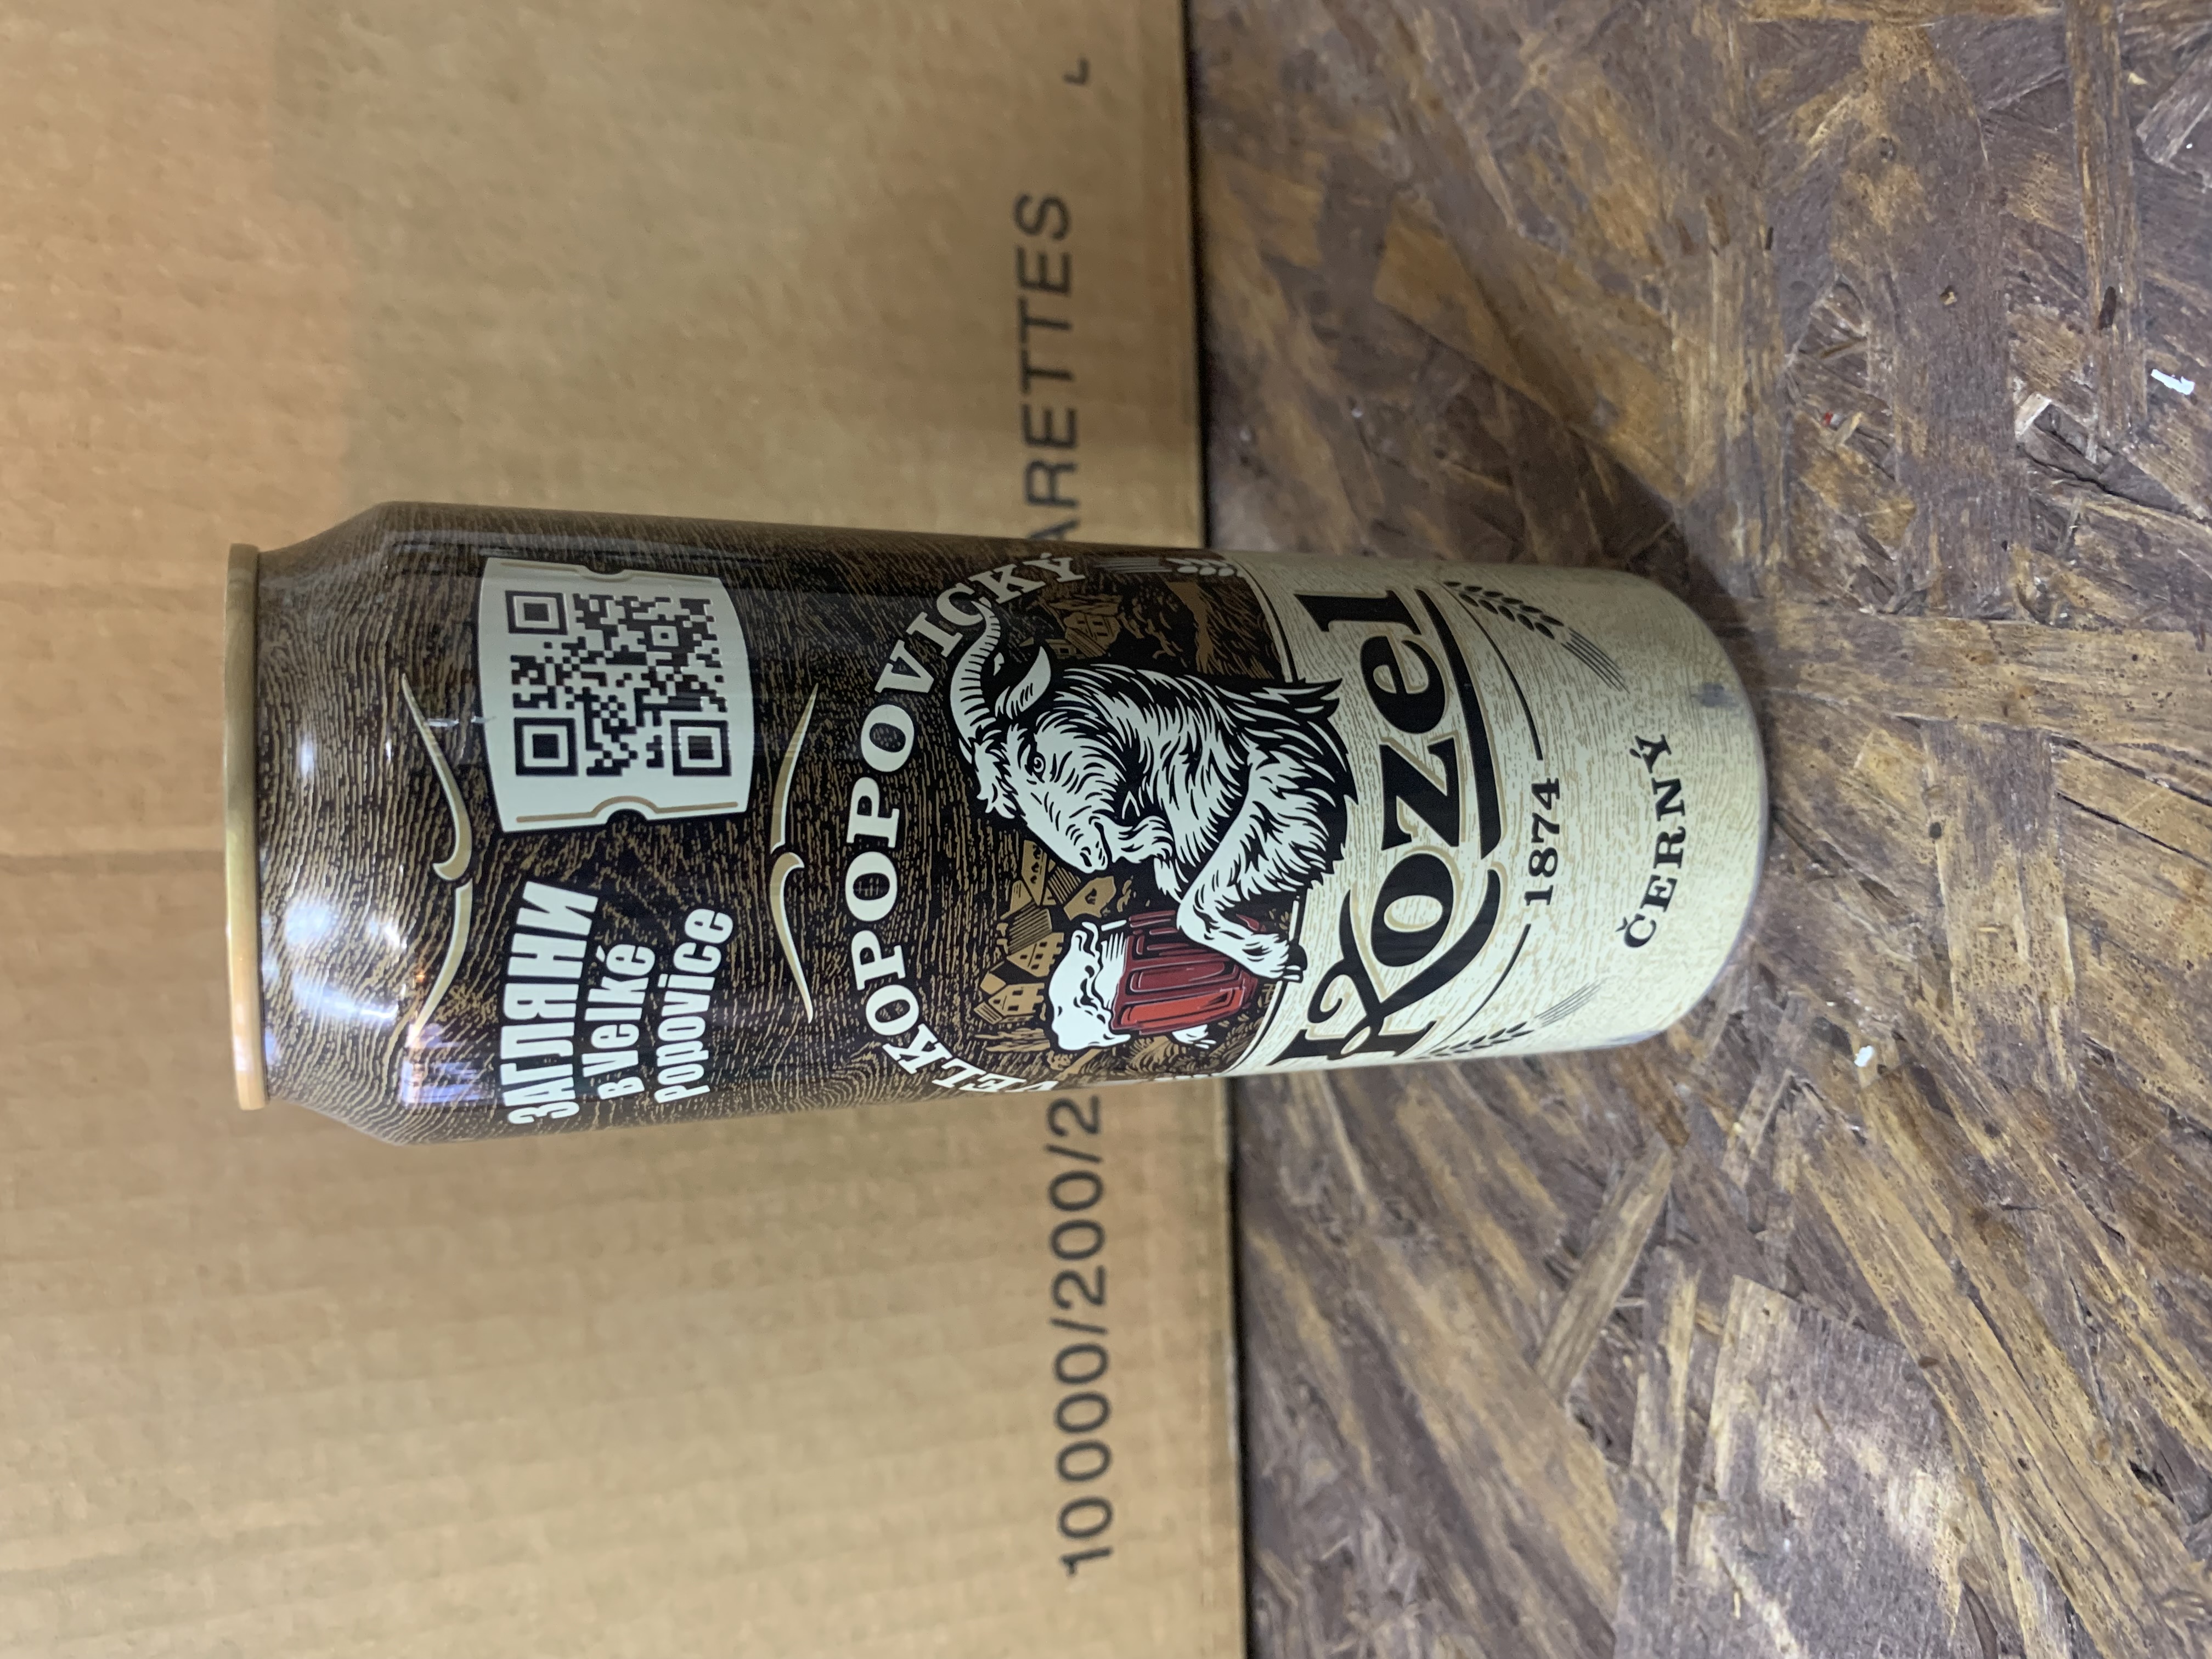 ЗАГЛЯНИ
в Velké
Popovice
VELKOPOPOVICKÝ
10 000/200/2
ARETTES
Kozel
1874
ČERNÝ